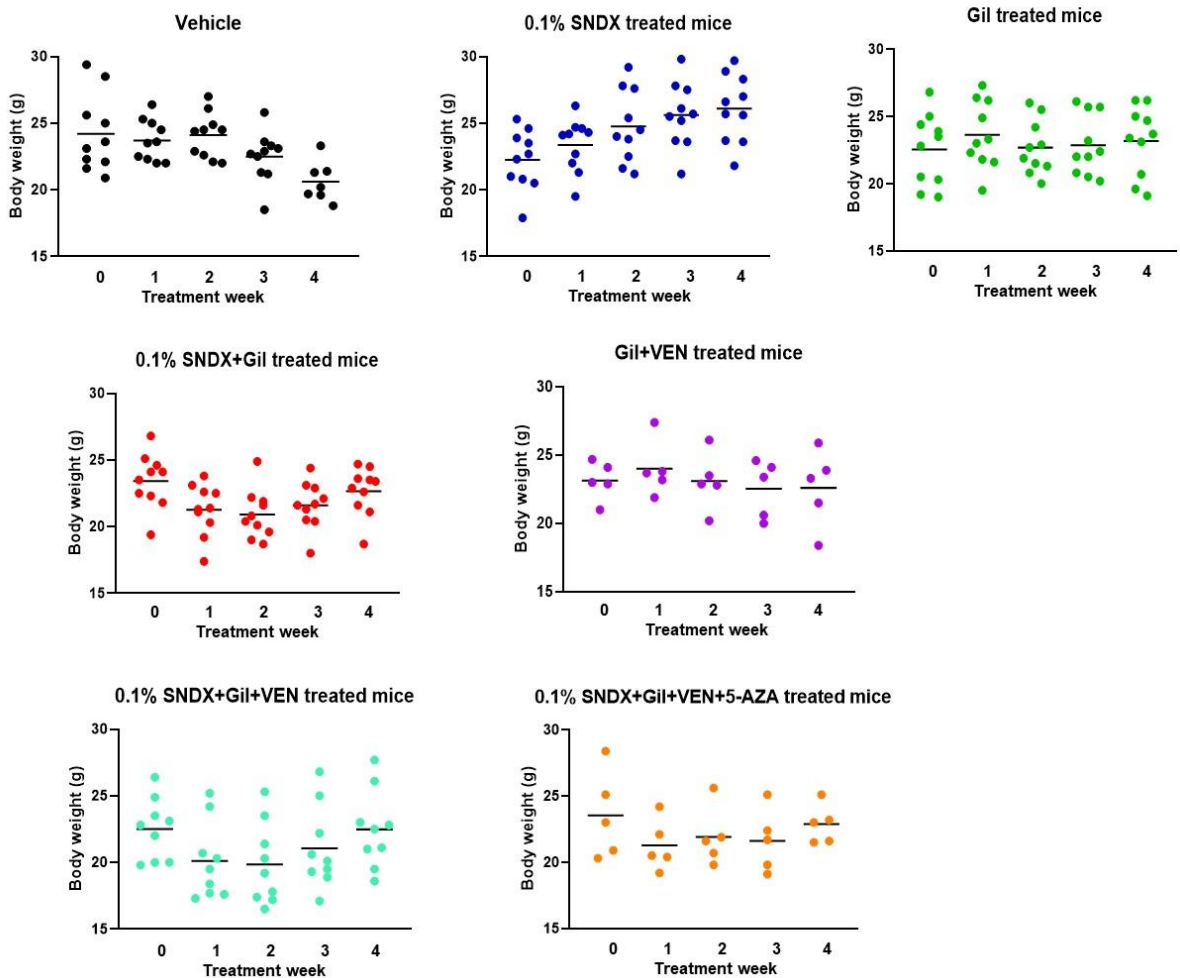 Vehicle
30
25
20
15
Body weight (g)
0 1 2 3 4
Treatment week
0.1% SNDX treated mice
30
25
20
15
Body weight (g)
0 1 2 3 4
Treatment week
Gil treated mice
30
25
20
15
Body weight (g)
0 1 2 3 4
Treatment week
0.1% SNDX+Gil treated mice
30
25
20
15
Body weight (g)
0 1 2 3 4
Treatment week
Gil+VEN treated mice
30
25
20
15
Body weight (g)
0 1 2 3 4
Treatment week
0.1% SNDX+Gil+VEN treated mice
30
25
20
15
Body weight (g)
0 1 2 3 4
Treatment week
0.1% SNDX+Gil+VEN+5-AZA treated mice
30
25
20
15
Body weight (g)
0 1 2 3 4
Treatment week